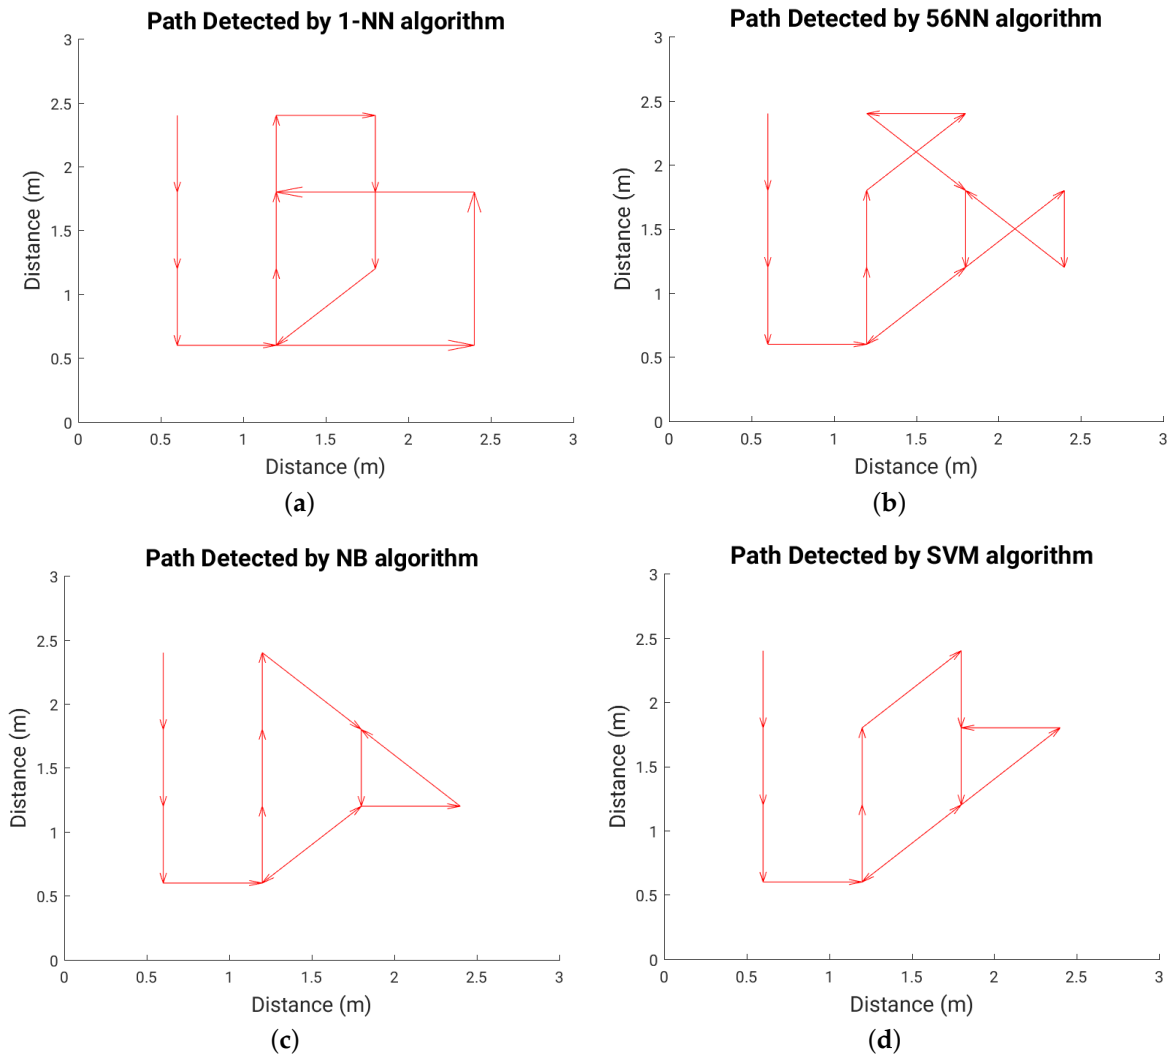 Path Detected by 1-NN algorithm
3
2.5
2
1.5
1
0.5
0
Distance (m)
0 0.5 1 1.5 2 2.5 3
Distance (m)
(a)
Path Detected by 56NN algorithm
3
2.5
2
1.5
1
0.5
0
Distance (m)
0 0.5 1 1.5 2 2.5 3
Distance (m)
(b)
Path Detected by NB algorithm
3
2.5
2
1.5
1
0.5
0
Distance (m)
0 0.5 1 1.5 2 2.5 3
Distance (m)
(c)
Path Detected by SVM algorithm
3
2.5
2
1.5
1
0.5
0
Distance (m)
0 0.5 1 1.5 2 2.5 3
Distance (m)
(d)